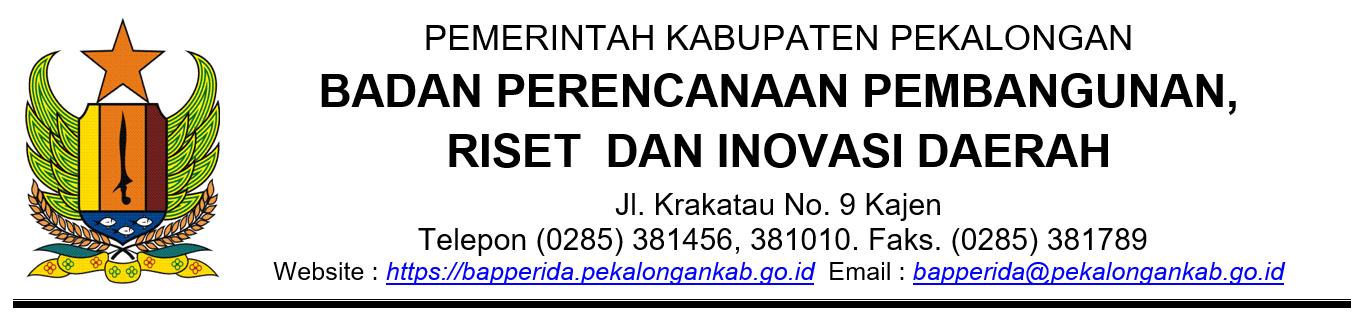 PEMERINTAH KABUPATEN PEKALONGAN
BADAN PERENCANAAN PEMBANGUNAN,
RISET  DAN INOVASI DAERAH
Jl. Krakatau No. 9 Kajen
Telepon (0285) 381456, 381010. Faks. (0285) 381789
Website : https://bapperida.pekalongankab.go.id  Email : bapperida@pekalongankab.go.id